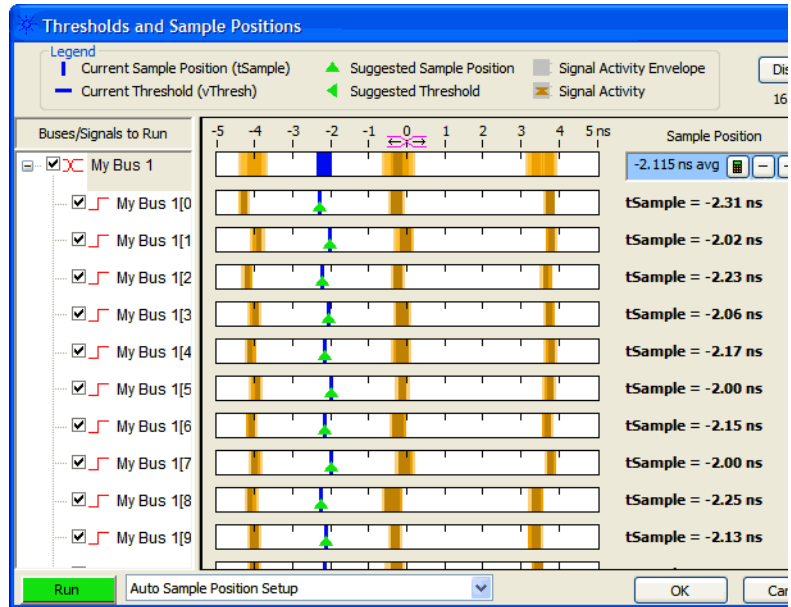 Thresholds and Sample Positions
Legend
Current Sample Position (tSample) Suggested Sample Position Signal Activity Envelope
Current Threshold (vThresh) Suggested Threshold Signal Activity
Dis
16
Buses/Signals to Run -5 -4 -3 -2 -1 0 1 2 3 4 5 ns Sample Position
My Bus 1 -2.115 ns avg
My Bus 1[0 tSample = -2.31 ns
My Bus 1[1 tSample = -2.02 ns
My Bus 1[2 tSample = -2.23 ns
My Bus 1[3 tSample = -2.06 ns
My Bus 1[4 tSample = -2.17 ns
My Bus 1[5 tSample = -2.00 ns
My Bus 1[6 tSample = -2.15 ns
My Bus 1[7 tSample = -2.00 ns
My Bus 1[8 tSample = -2.25 ns
My Bus 1[9 tSample = -2.13 ns
Run Auto Sample Position Setup OK Can